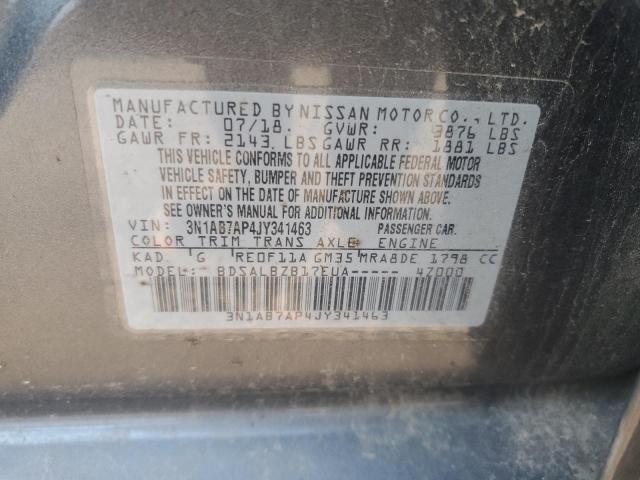 MANUFACTURED BY NISSAN MOTOR CO., LTD.
DATE: 07/18. GVWR: 3876 LBS
GAWR FR: 2143. LBS GAWR RR: 1881 LBS
THIS VEHICLE CONFORMS TO ALL APPLICABLE FEDERAL MOTOR
VEHICLE SAFETY, BUMPER AND THEFT PREVENTION STANDARDS
IN EFFECT ON THE DATE OF MANUFACTURE SHOWN ABOVE.
SEE OWNER'S MANUAL FOR ADDITIONAL INFORMATION.
VIN: 3N1AB7AP4JY341463 PASSENGER CAR.
COLOR TRIM TRANS AXLE ENGINE
KAD G RE0F11A GM35 MRA8DE 1798 CC
MODEL: BDSALBZB17EUA----- 4Z000
3N1AB7AP4JY341463